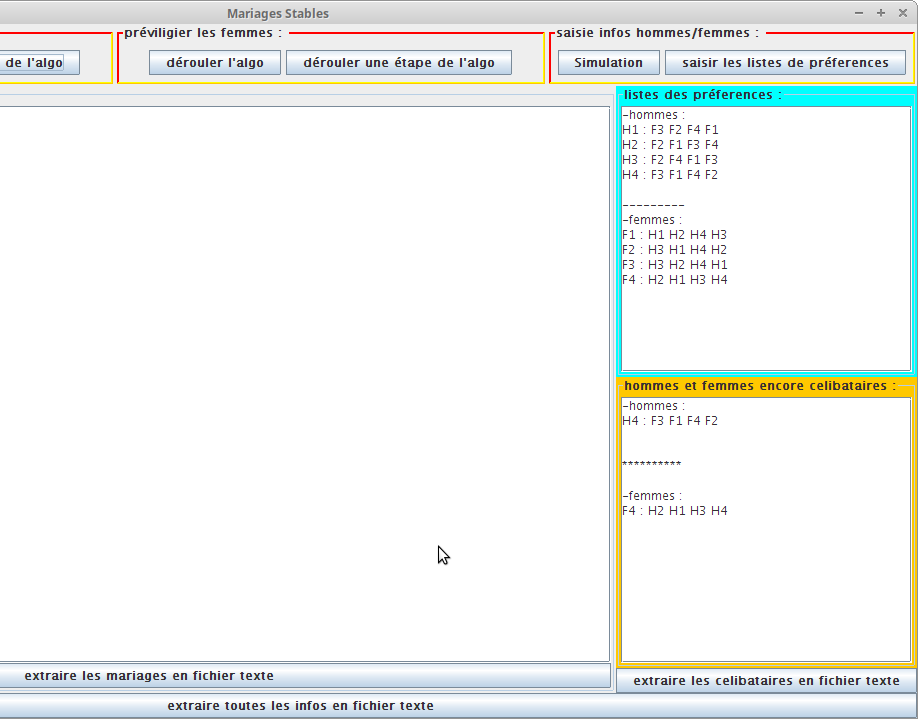 Mariages Stables
préviligier les femmes :
saisie infos hommes/femmes :
de l'algo
dérouler l'algo
dérouler une étape de l'algo
Simulation
saisir les listes de préferences
listes des préferences :
-hommes :
H1 : F3 F2 F4 F1
H2 : F2 F1 F3 F4
H3 : F2 F4 F1 F3
H4 : F3 F1 F4 F2
---------
-femmes :
F1 : H1 H2 H4 H3
F2 : H3 H1 H4 H2
F3 : H3 H2 H4 H1
F4 : H2 H1 H3 H4
hommes et femmes encore celibataires :
-hommes :
H4 : F3 F1 F4 F2
**********
-femmes :
F4 : H2 H1 H3 H4
extraire les mariages en fichier texte
extraire les celibataires en fichier texte
extraire toutes les infos en fichier texte